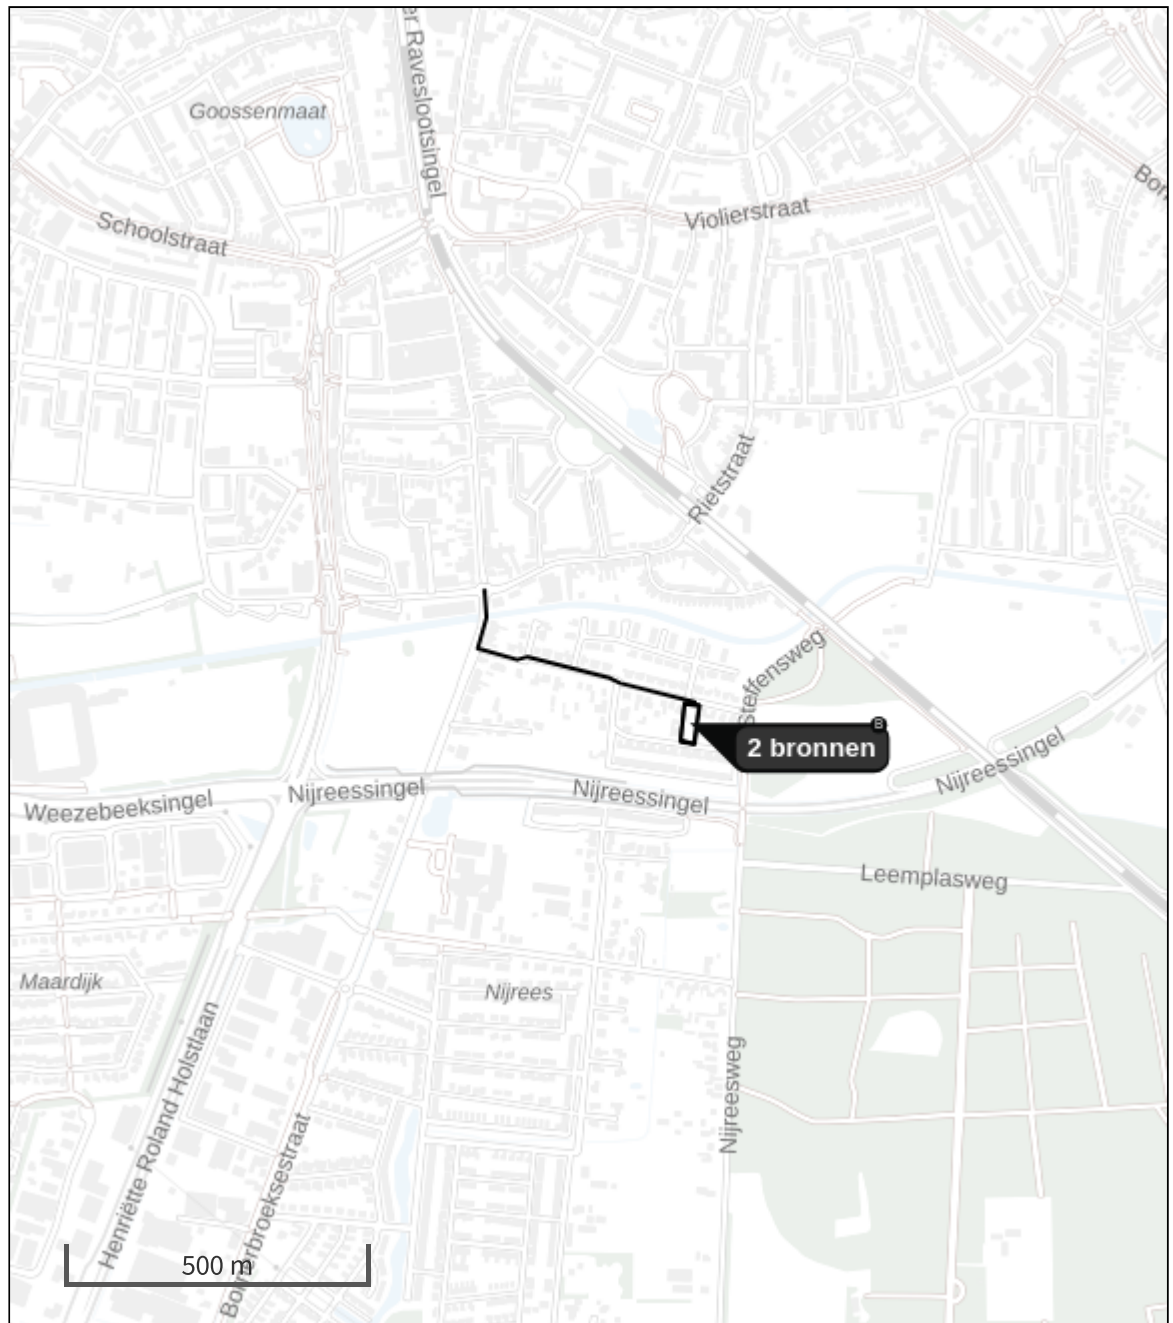 er Raveslootsingel
Goossenmaat
Bor
Violierstraat
Schoolstraat
Rietstraat
Steffensweg
B
2 bronnen
Nijreessingel
Nijreessingel
Nijreessingel
Weezebeeksingel
Leemplasweg
Maardijk
Nijrees
Henriëtte Roland Holstlaan
Nijreesweg
Bornerbroeksestraat
500 m